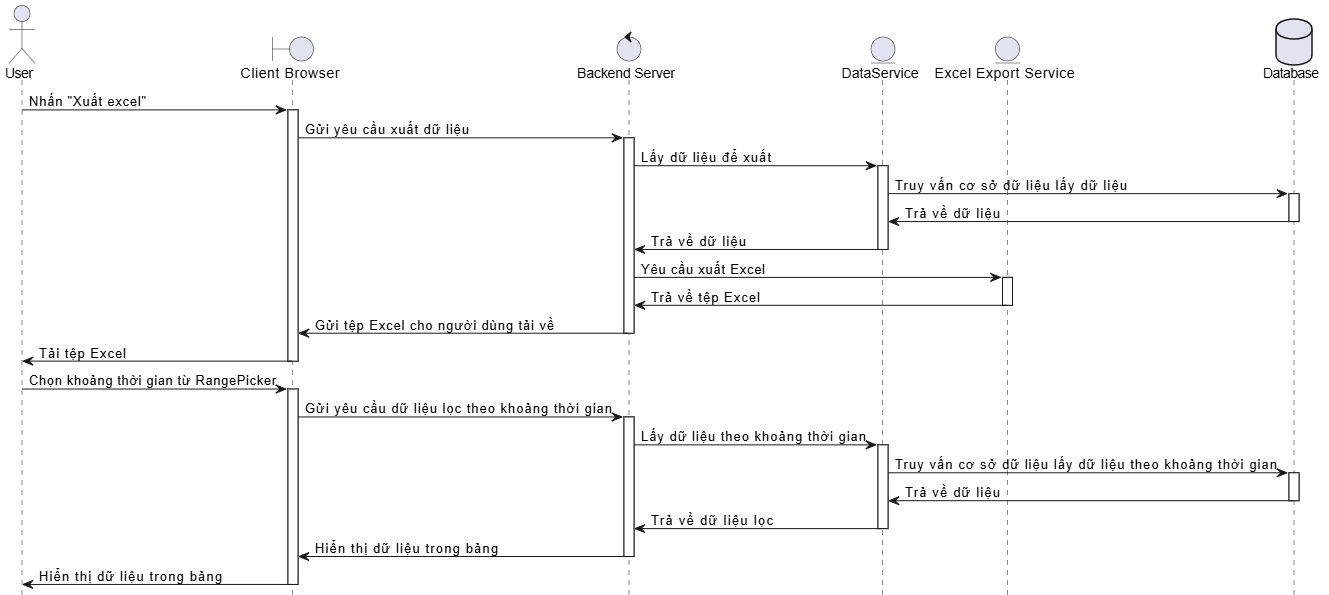 User
Client Browser
Backend Server
DataService
Excel Export Service
Database
Nhấn "Xuất excel"
Gửi yêu cầu xuất dữ liệu
Lấy dữ liệu để xuất
Truy vấn cơ sở dữ liệu lấy dữ liệu
Trả về dữ liệu
Trả về dữ liệu
Yêu cầu xuất Excel
Trả về tệp Excel
Gửi tệp Excel cho người dùng tải về
Tải tệp Excel
Chọn khoảng thời gian từ RangePicker
Gửi yêu cầu dữ liệu lọc theo khoảng thời gian
Lấy dữ liệu theo khoảng thời gian
Truy vấn cơ sở dữ liệu lấy dữ liệu theo khoảng thời gian
Trả về dữ liệu
Trả về dữ liệu lọc
Hiển thị dữ liệu trong bảng
Hiển thị dữ liệu trong bảng